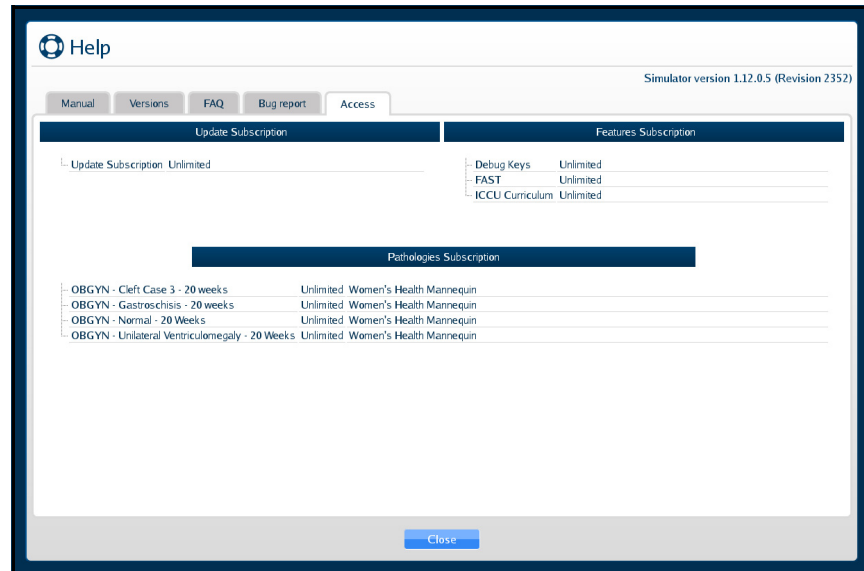 Help
Simulator version 1.12.0.5 (Revision 2352)
Manual Versions FAQ Bug report Access
Update Subscription
Update Subscription Unlimited
Features Subscription
Debug Keys Unlimited
FAST Unlimited
ICCU Curriculum Unlimited
Pathologies Subscription
OBGYN - Cleft Case 3 - 20 weeks Unlimited Women's Health Mannequin
OBGYN - Gastroschisis - 20 weeks Unlimited Women's Health Mannequin
OBGYN - Normal - 20 Weeks Unlimited Women's Health Mannequin
OBGYN - Unilateral Ventriculomegaly - 20 Weeks Unlimited Women's Health Mannequin
Close